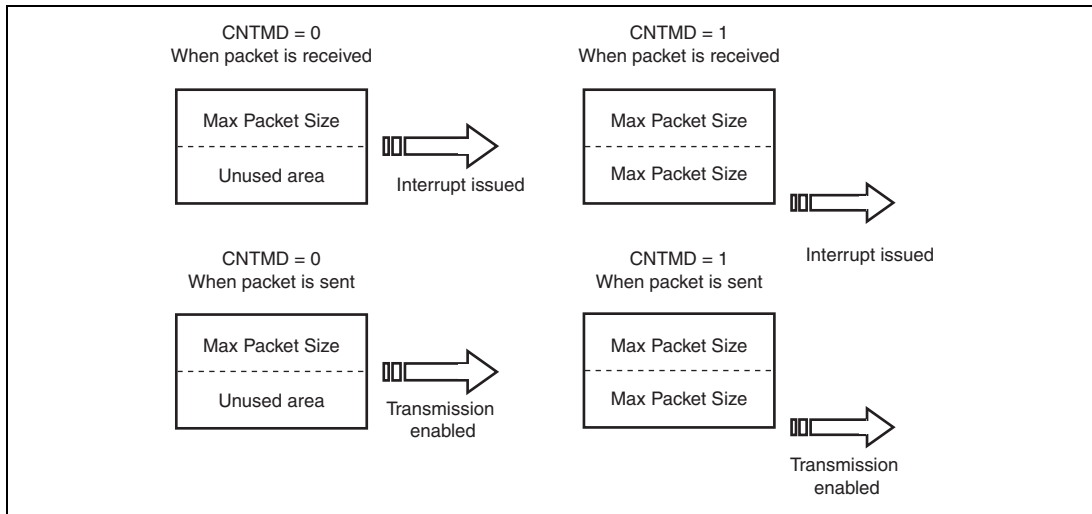 CNTMD = 0
When packet is received
Max Packet Size
Unused area
Interrupt issued
CNTMD = 1
When packet is received
Max Packet Size
Max Packet Size
Interrupt issued
CNTMD = 0
When packet is sent
Max Packet Size
Unused area
Transmission
enabled
CNTMD = 1
When packet is sent
Max Packet Size
Max Packet Size
Transmission
enabled